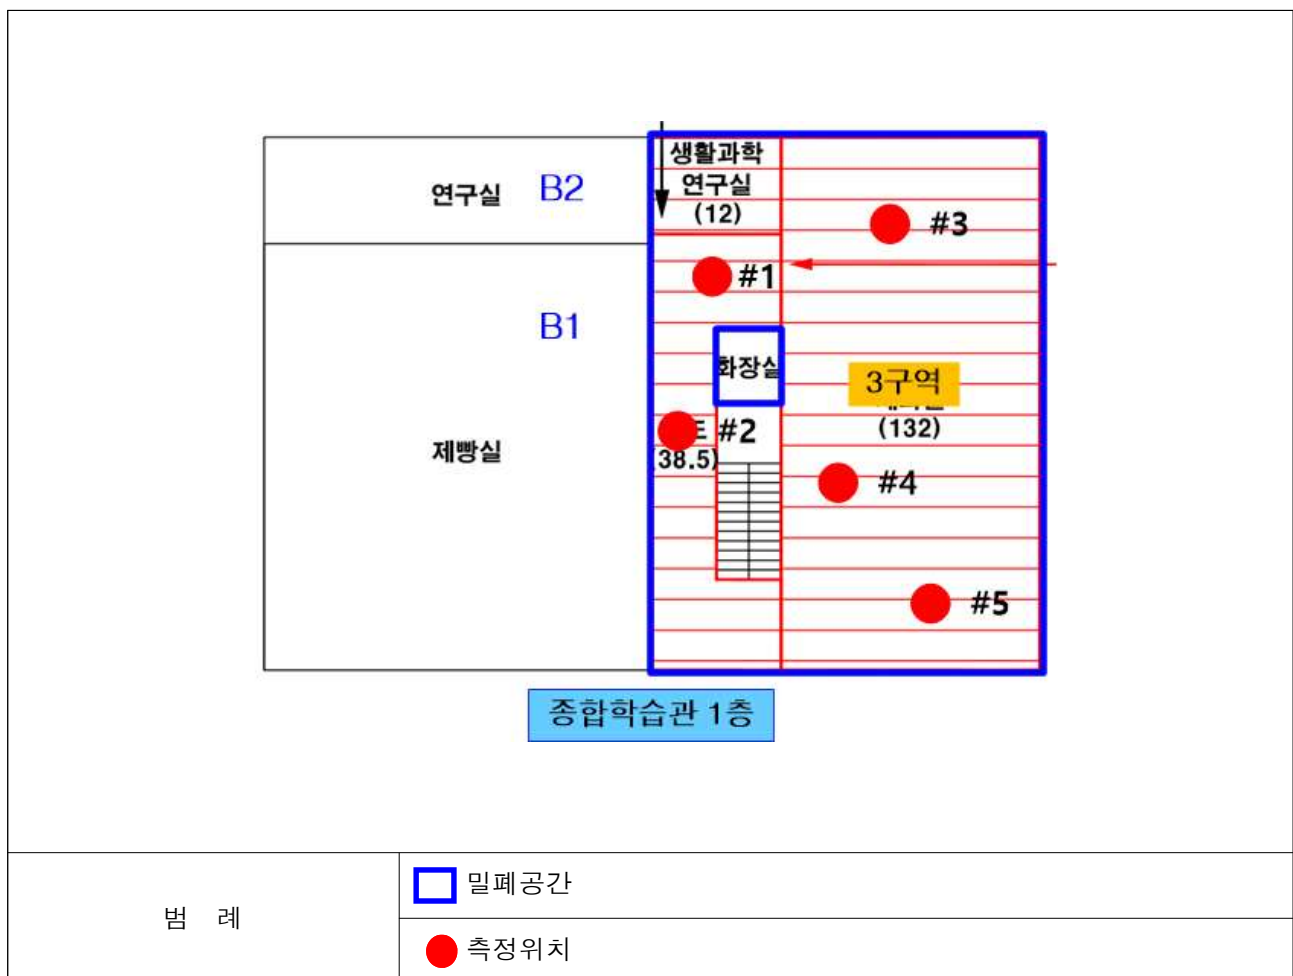 생활과학
연구실
(12)
연구실
B2
#3
#1
B1
화장실
3구역
(132)
#2
(38.5)
제빵실
#4
#5
종합학습관 1층
범 례
밀폐공간
측정위치